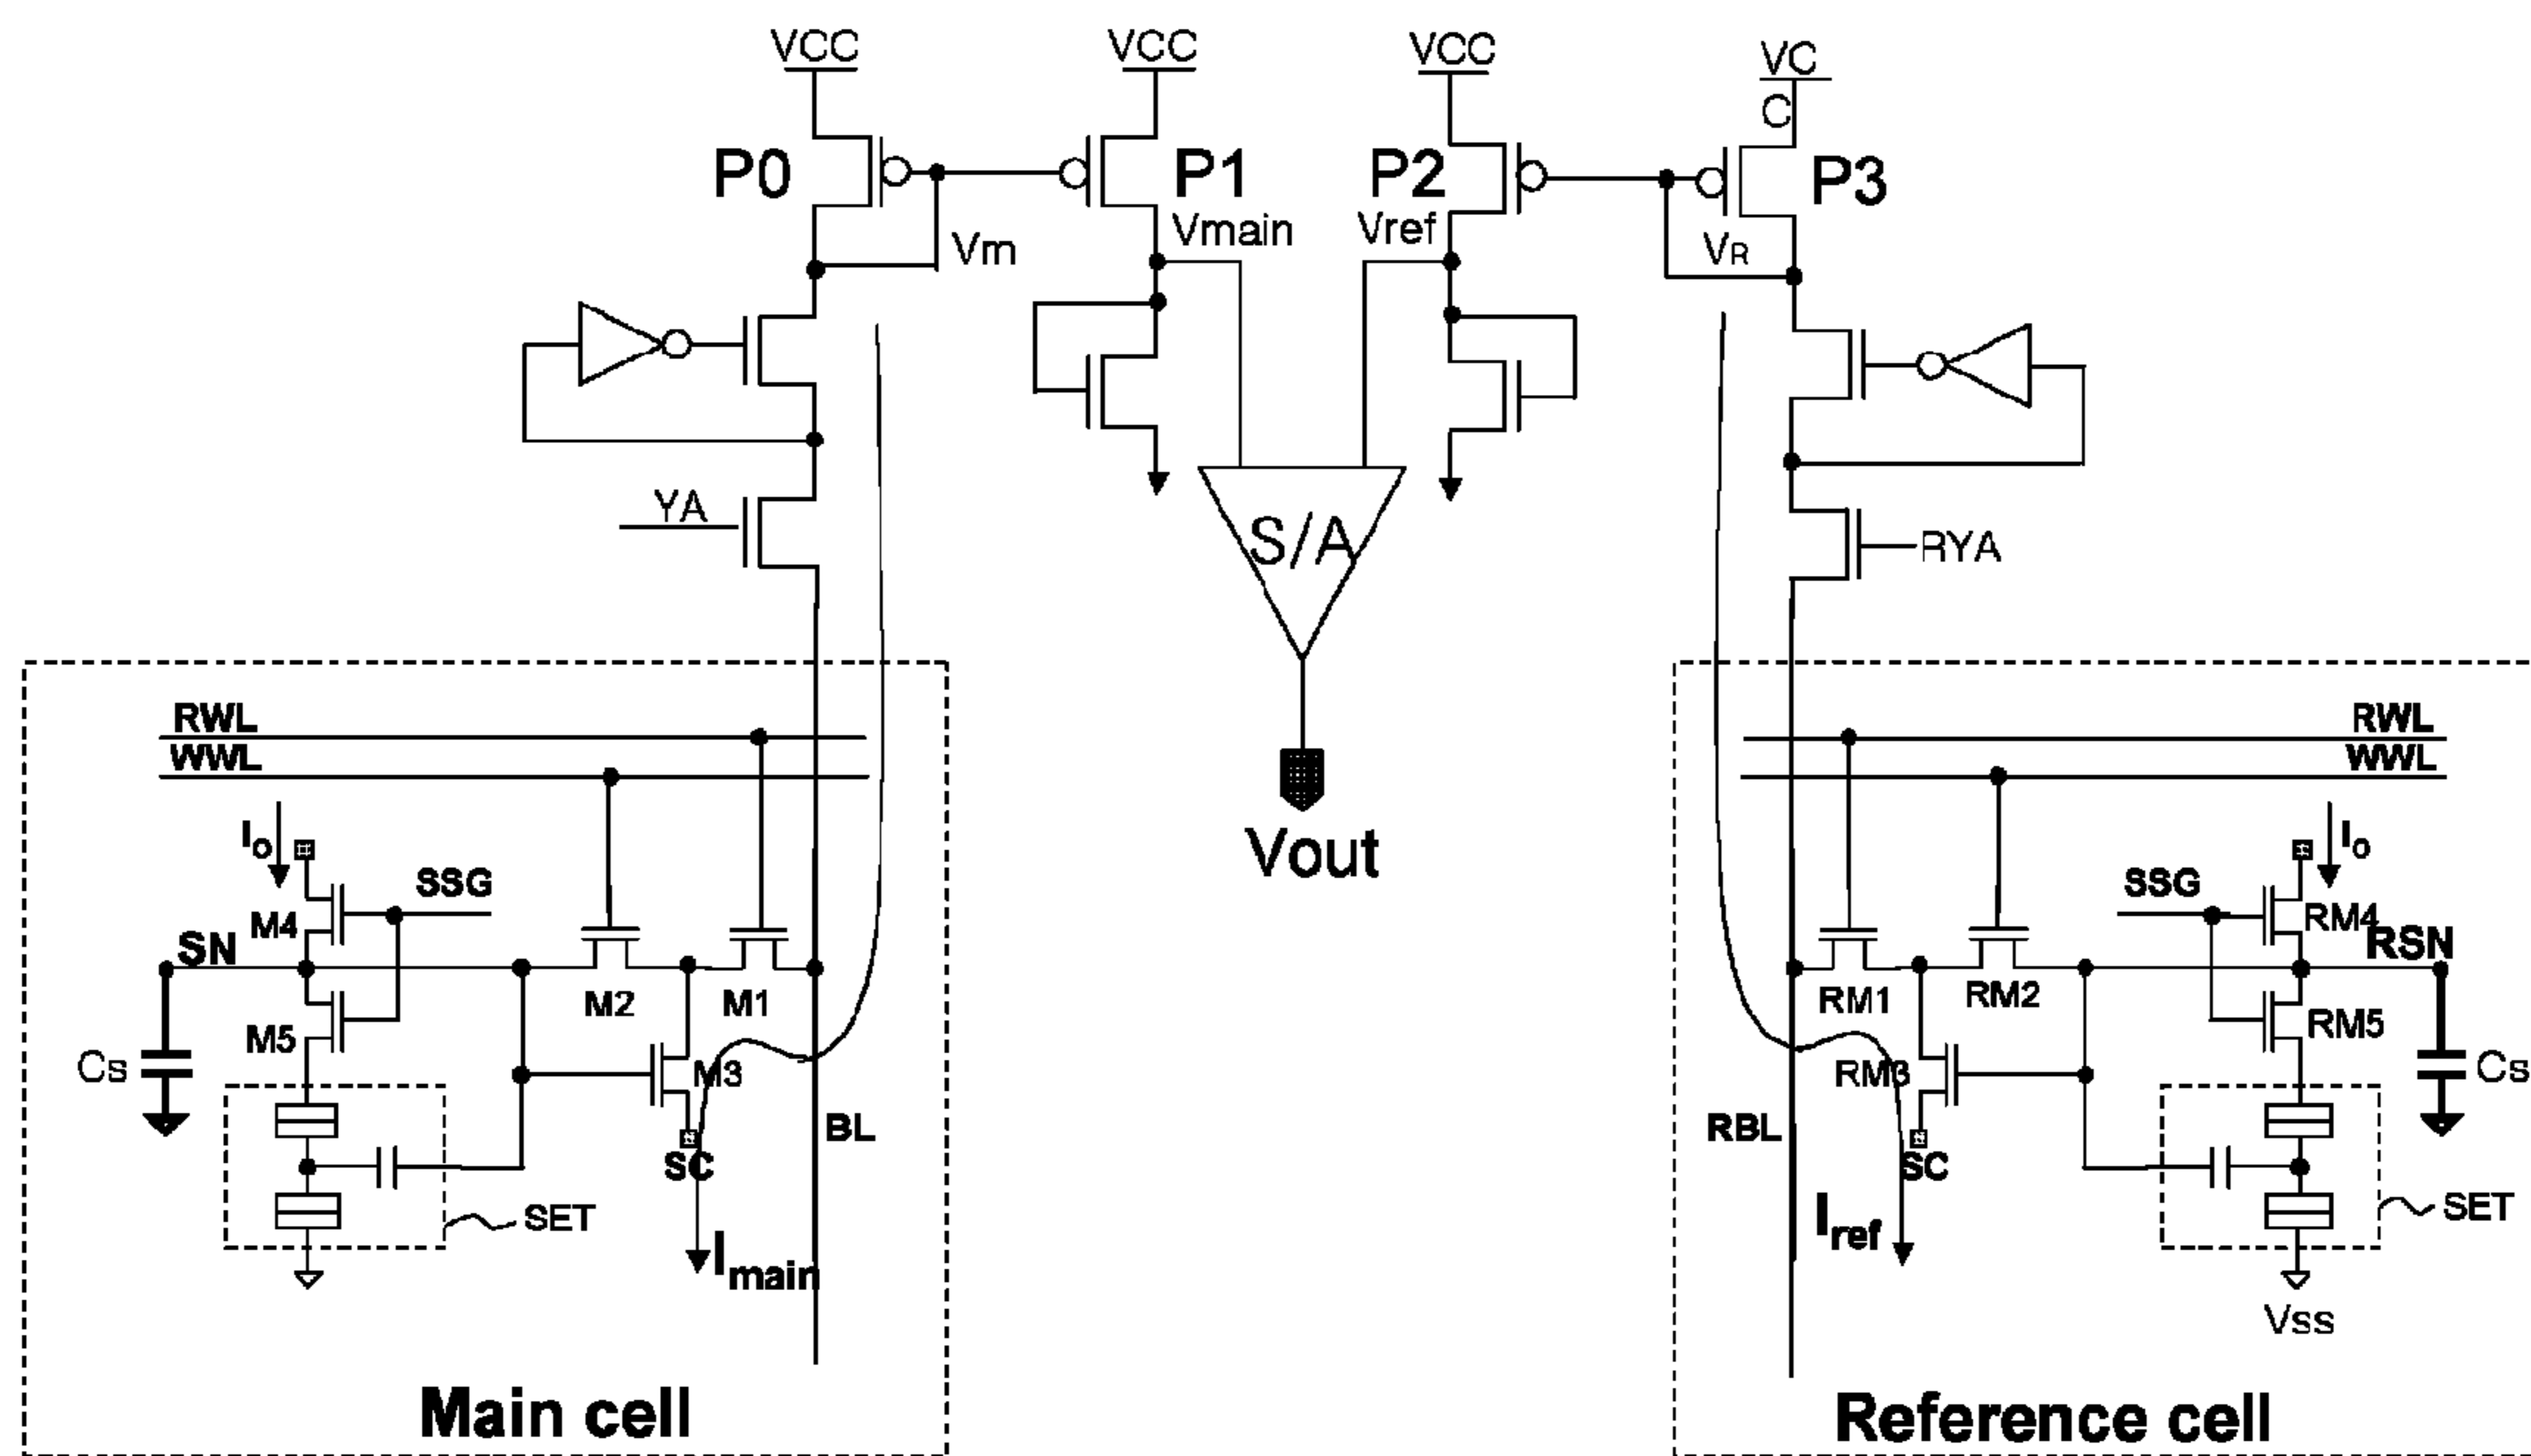 VCC
VCC
VCC
VC
C
P0
P1
P2
P3
Vm
Vmain
Vref
VR
YA
S/A
RYA
RWL
WWL
RWL
WWL
Vout
Io
SSG
M4
SN
M2
M1
M5
Cs
M3
BL
SC
SET
Imain
SSG
Io
RM4
RSN
RM1
RM2
RM5
RM3
Cs
RBL
SC
SET
Iref
Vss
Main cell
Reference cell